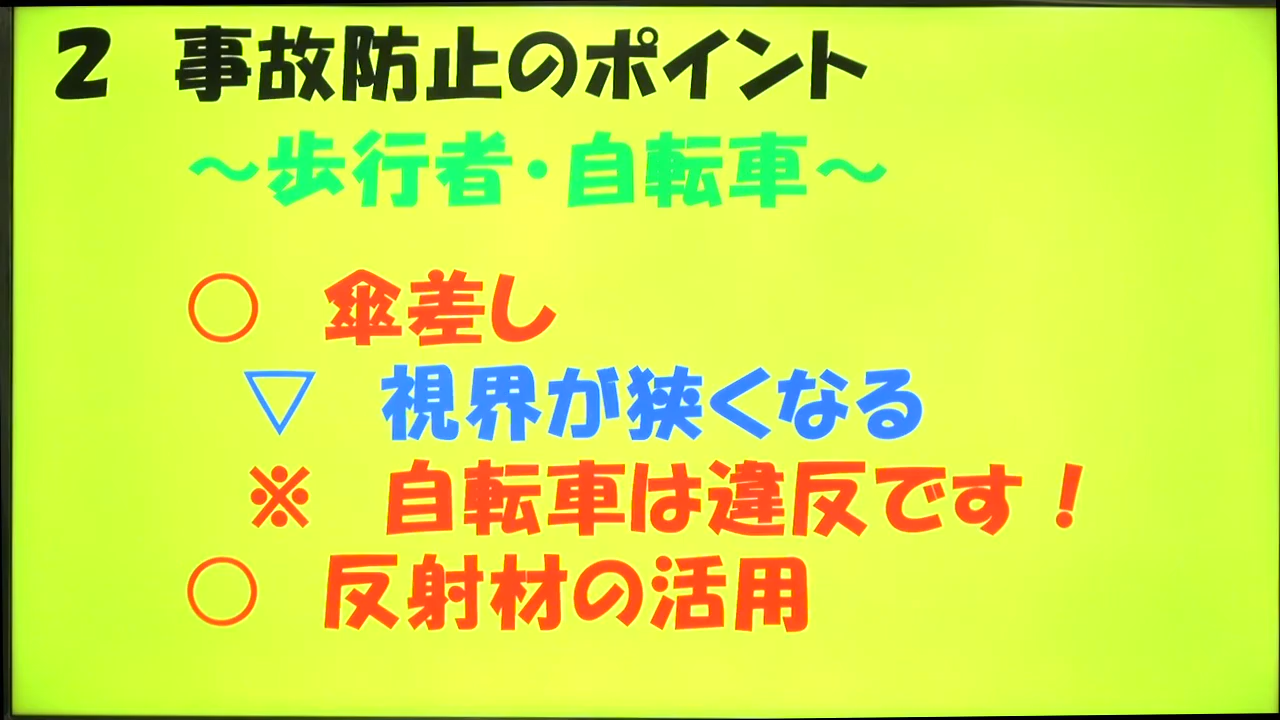 2 事故防止のポイント
～歩行者・自転車～
○ 傘差し
▽ 視界が狭くなる
※ 自転車は違反です！
○ 反射材の活用